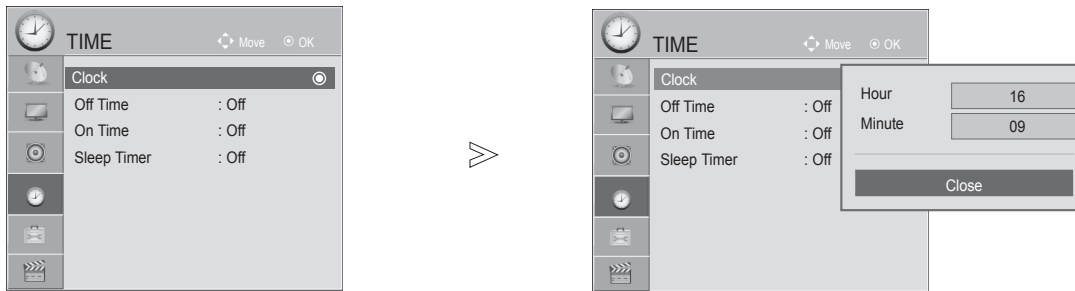 TIME Move OK
Clock
Off Time : Off
On Time : Off
Sleep Timer : Off
TIME Move OK
Clock
Off Time : Off
On Time : Off
Sleep Timer : Off
Hour 16
Minute 09
Close